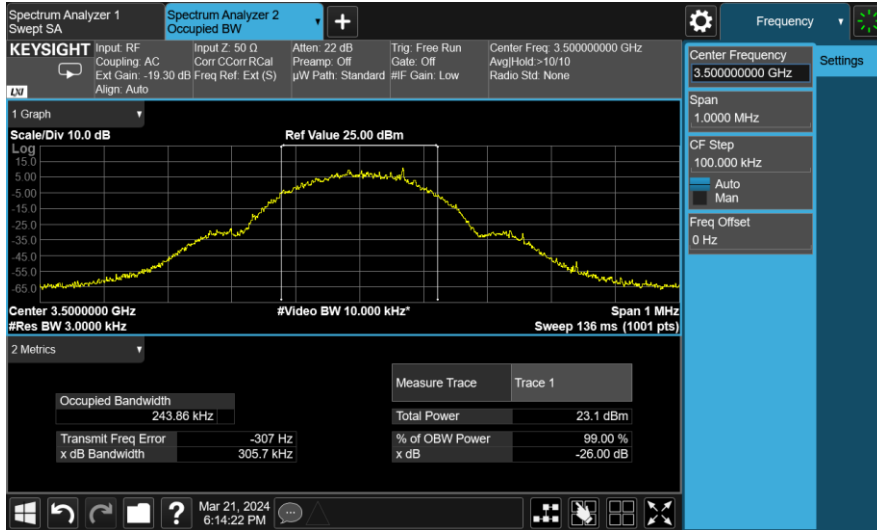 Spectrum Analyzer 1
Swept SA
Spectrum Analyzer 2
Occupied BW
+
Frequency
KEYSIGHT
LXI
Input: RF
Coupling: AC
Ext Gain: -19.30 dB
Align: Auto
Input Z: 50 Ω
Corr CCorr RCal
Freq Ref: Ext (S)
Atten: 22 dB
Preamp: Off
µW Path: Standard
Trig: Free Run
Gate: Off
#IF Gain: Low
Center Freq: 3.500000000 GHz
Avg|Hold:>10/10
Radio Std: None
Center Frequency
3.500000000 GHz
Settings
Span
1.0000 MHz
CF Step
100.000 kHz
Auto
Man
Freq Offset
0 Hz
1 Graph
Scale/Div 10.0 dB
Ref Value 25.00 dBm
Log
15.0
5.00
-5.00
-15.0
-25.0
-35.0
-45.0
-55.0
-65.0
Center 3.5000000 GHz
#Video BW 10.000 kHz*
Span 1 MHz
#Res BW 3.0000 kHz
Sweep 136 ms (1001 pts)
2 Metrics
Measure Trace
Trace 1
Occupied Bandwidth
243.86 kHz
Total Power
23.1 dBm
Transmit Freq Error
-307 Hz
% of OBW Power
99.00 %
x dB Bandwidth
305.7 kHz
x dB
-26.00 dB
?
Mar 21, 2024
6:14:22 PM